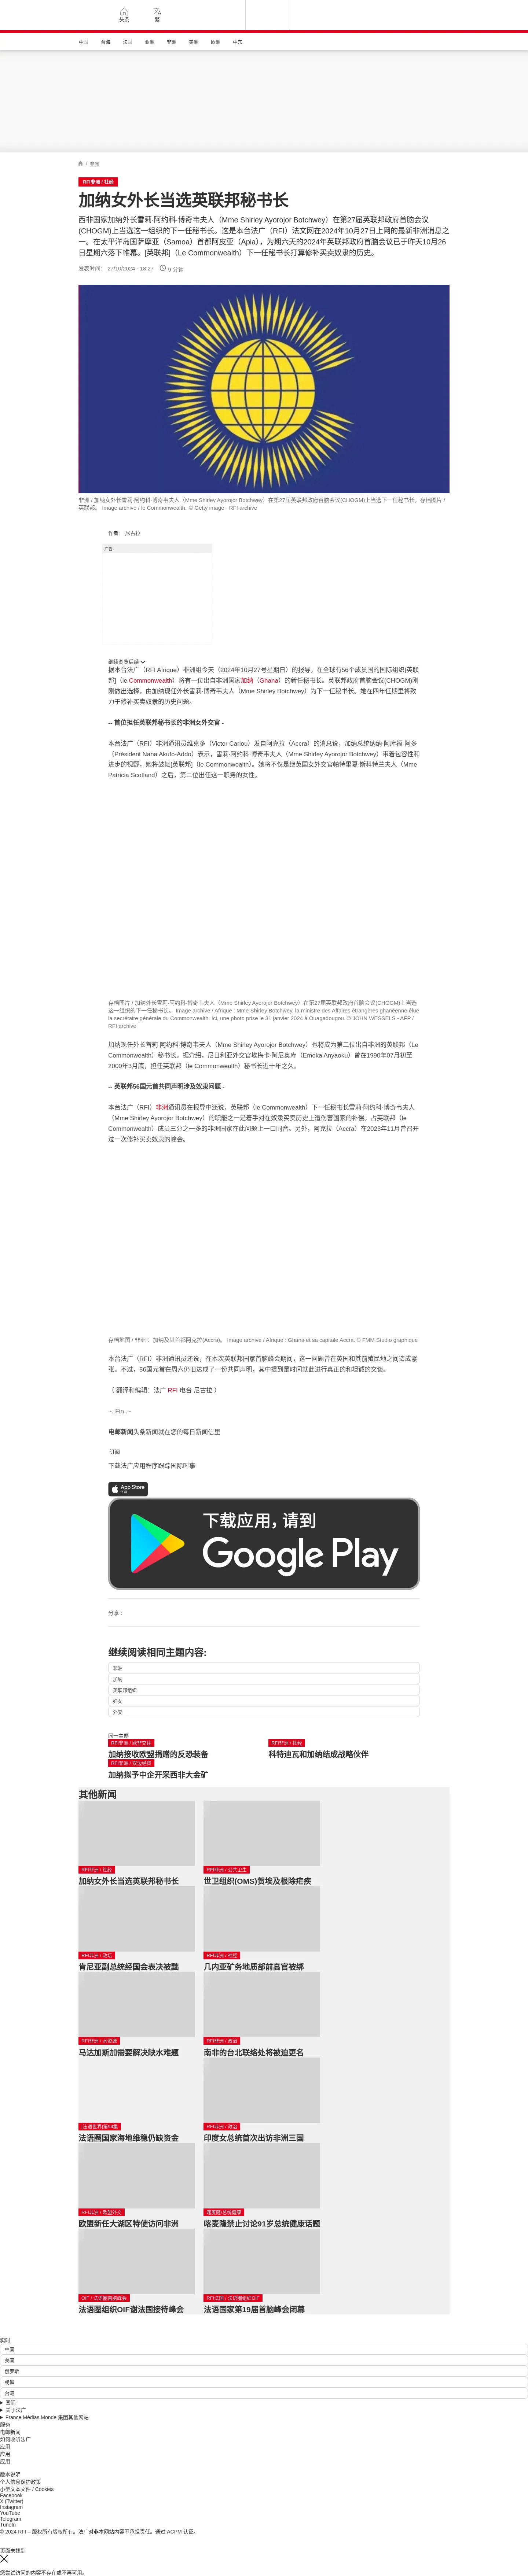 头条
繁
中国
台海
法国
亚洲
非洲
美洲
欧洲
中东
/ 非洲
RFI非洲 / 社经
加纳女外长当选英联邦秘书长
西非国家加纳外长雪莉·阿约科·博奇韦夫人（Mme Shirley Ayorojor Botchwey）在第27届英联邦政府首脑会议
(CHOGM)上当选这一组织的下一任秘书长。这是本台法广（RFI）法文网在2024年10月27日上网的最新非洲消息之
一。在太平洋岛国萨摩亚（Samoa）首都阿皮亚（Apia），为期六天的2024年英联邦政府首脑会议已于昨天10月26
日星期六落下帷幕。[英联邦]（Le Commonwealth）下一任秘书长打算修补买卖奴隶的历史。
发表时间： 27/10/2024 - 18:27
9 分钟
非洲 / 加纳女外长雪莉·阿约科·博奇韦夫人（Mme Shirley Ayorojor Botchwey）在第27届英联邦政府首脑会议(CHOGM)上当选下一任秘书长。存档图片 /
英联邦。 Image archive / le Commonwealth. © Getty image - RFI archive
作者： 尼古拉
广告
继续浏览后续
据本台法广（RFI Afrique）非洲组今天（2024年10月27号星期日）的报导，在全球有56个成员国的国际组织[英联
邦]（le Commonwealth）将有一位出自非洲国家加纳（Ghana）的新任秘书长。英联邦政府首脑会议(CHOGM)刚
刚做出选择，由加纳现任外长雪莉·博奇韦夫人（Mme Shirley Botchwey）为下一任秘书长。她在四年任期里将致
力于修补买卖奴隶的历史问题。
-- 首位担任英联邦秘书长的非洲女外交官 -
本台法广（RFI）非洲通讯员维克多（Victor Cariou）发自阿克拉（Accra）的消息说，加纳总统纳纳·阿库福-阿多
（Président Nana Akufo-Addo）表示，雪莉·阿约科·博奇韦夫人（Mme Shirley Ayorojor Botchwey）带着包容性和
进步的视野，她将鼓舞[英联邦]（le Commonwealth），她将不仅是继英国女外交官帕特里夏·斯科特兰夫人（Mme
Patricia Scotland）之后，第二位出任这一职务的女性。
存档图片 / 加纳外长雪莉·阿约科·博奇韦夫人（Mme Shirley Ayorojor Botchwey）在第27届英联邦政府首脑会议(CHOGM)上当选
这一组织的下一任秘书长。 Image archive / Afrique : Mme Shirley Botchwey, la ministre des Affaires étrangères ghanéenne élue
la secrétaire générale du Commonwealth. Ici, une photo prise le 31 janvier 2024 à Ouagadougou. © JOHN WESSELS - AFP /
RFI archive
加纳现任外长雪莉·阿约科·博奇韦夫人（Mme Shirley Ayorojor Botchwey）也将成为第二位出自非洲的英联邦（Le
Commonwealth）秘书长。据介绍，尼日利亚外交官埃梅卡·阿尼奥库（Emeka Anyaoku）曾在1990年07月初至
2000年3月底，担任英联邦（le Commonwealth）秘书长近十年之久。
-- 英联邦56国元首共同声明涉及奴隶问题 -
本台法广（RFI）非洲通讯员在报导中还说，英联邦（le Commonwealth）下一任秘书长雪莉·阿约科·博奇韦夫人
（Mme Shirley Ayorojor Botchwey）的职能之一是着手对在奴隶买卖历史上遭伤害国家的补偿。占英联邦（le
Commonwealth）成员三分之一多的非洲国家在此问题上一口同音。另外，阿克拉（Accra）在2023年11月曾召开
过一次修补买卖奴隶的峰会。
存档地图 / 非洲 ： 加纳及其首都阿克拉(Accra)。 Image archive / Afrique : Ghana et sa capitale Accra. © FMM Studio graphique
本台法广（RFI）非洲通讯员还说，在本次英联邦国家首脑峰会期间，这一问题曾在英国和其前殖民地之间造成紧
张。不过，56国元首在周六仍旧达成了一份共同声明，其中提到是时间就此进行真正的和坦诚的交谈。
（ 翻译和编辑：法广 RFI 电台 尼古拉 ）
~. Fin .~
电邮新闻头条新闻就在您的每日新闻信里
订阅
下载法广应用程序跟踪国际时事
App Store
下载应用，请到
Google Play
分享 :
继续阅读相同主题内容:
非洲
加纳
英联邦组织
妇女
外交
同一主题
RFI非洲 / 欧非交往
加纳接收欧盟捐赠的反恐装备
RFI非洲 / 社经
科特迪瓦和加纳结成战略伙伴
RFI非洲 / 双边经贸
加纳拟予中企开采西非大金矿
其他新闻
RFI非洲 / 社经
加纳女外长当选英联邦秘书长
RFI非洲 / 公共卫生
世卫组织(OMS)贺埃及根除疟疾
RFI非洲 / 政坛
肯尼亚副总统经国会表决被黜
RFI非洲 / 社经
几内亚矿务地质部前高官被绑
RFI非洲 / 水资源
马达加斯加需要解决缺水难题
RFI非洲 / 政治
南非的台北联络处将被迫更名
[法语世界]第94集
法语圈国家海地维稳仍缺资金
RFI非洲 / 政治
印度女总统首次出访非洲三国
RFI非洲 / 欧盟外交
欧盟新任大湖区特使访问非洲
喀麦隆/总统健康
喀麦隆禁止讨论91岁总统健康话题
OIF / 法语圈首脑峰会
法语圈组织OIF谢法国接待峰会
RFI法国 / 法语圈组织OIF
法语国家第19届首脑峰会闭幕
实时
中国
美国
俄罗斯
朝鲜
台湾
国际
关于法广
France Médias Monde 集团其他网站
服务
电邮新闻
如何收听法广
应用
应用
应用
版本说明
个人信息保护政策
小型文本文件 / Cookies
Facebook
X (Twitter)
Instagram
YouTube
Telegram
TuneIn
© 2024 RFI – 版权所有版权所有。法广对非本网站内容不承担责任。通过 ACPM 认证。
页面未找到
您尝试访问的内容不存在或不再可用。